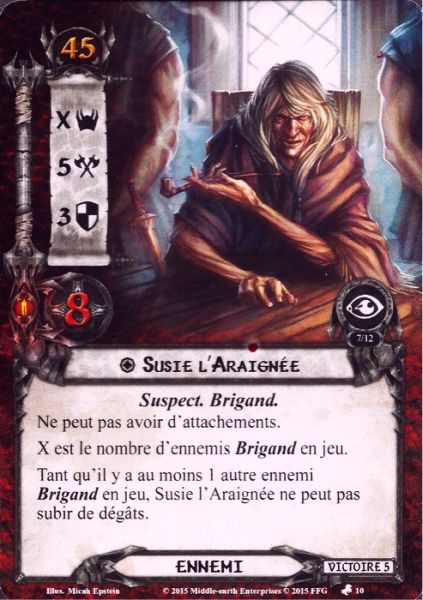 45
X
5
3
8
7/12
Susie l'Araignée
Suspect. Brigand.
Ne peut pas avoir d'attachements.
X est le nombre d'ennemis Brigand en jeu.
Tant qu'il y a au moins 1 autre ennemi
Brigand en jeu, Susie l'Araignée ne peut pas
subir de dégâts.
ENNEMI
VICTOIRE 5
Illus. Micah Epstein © 2015 Middle-earth Enterprises © 2015 FFG 10